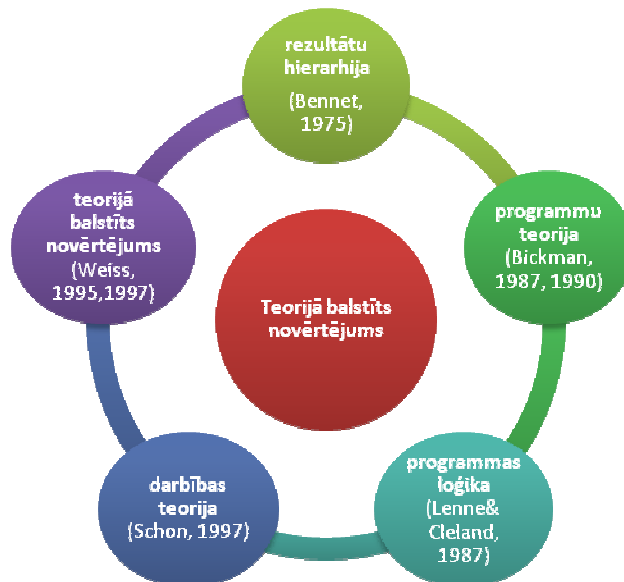 rezultātu
hierarhija
(Bennet,
1975)
programmu
teorija
(Bickman,
1987, 1990)
programmas
loģika
(Lenne&
Cleland,
1987)
darbības
teorija
(Schon, 1997)
teorijā
balstīts
novērtējums
(Weiss,
1995,1997)
Teorijā balstīts
novērtējums